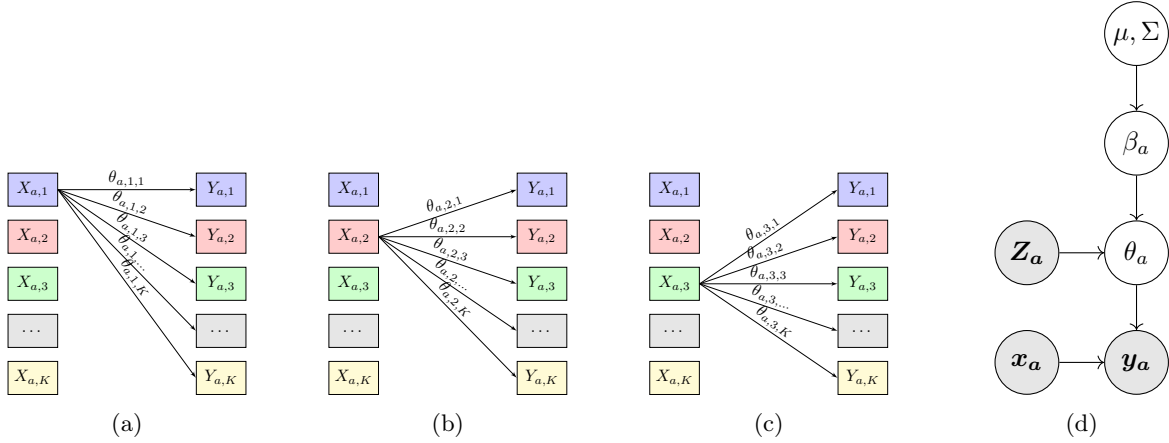 X_{a,1}
X_{a,2}
X_{a,3}
...
X_{a,K}
θ_{a,1,1}
θ_{a,1,2}
θ_{a,1,3}
θ_{a,1,...}
θ_{a,1,K}
Y_{a,1}
Y_{a,2}
Y_{a,3}
...
Y_{a,K}
(a)
X_{a,1}
X_{a,2}
X_{a,3}
...
X_{a,K}
θ_{a,2,1}
θ_{a,2,2}
θ_{a,2,3}
θ_{a,2,...}
θ_{a,2,K}
Y_{a,1}
Y_{a,2}
Y_{a,3}
...
Y_{a,K}
(b)
X_{a,1}
X_{a,2}
X_{a,3}
...
X_{a,K}
θ_{a,3,1}
θ_{a,3,2}
θ_{a,3,3}
θ_{a,3,...}
θ_{a,3,K}
Y_{a,1}
Y_{a,2}
Y_{a,3}
...
Y_{a,K}
(c)
μ, Σ
β_a
Z_a
θ_a
x_a
y_a
(d)